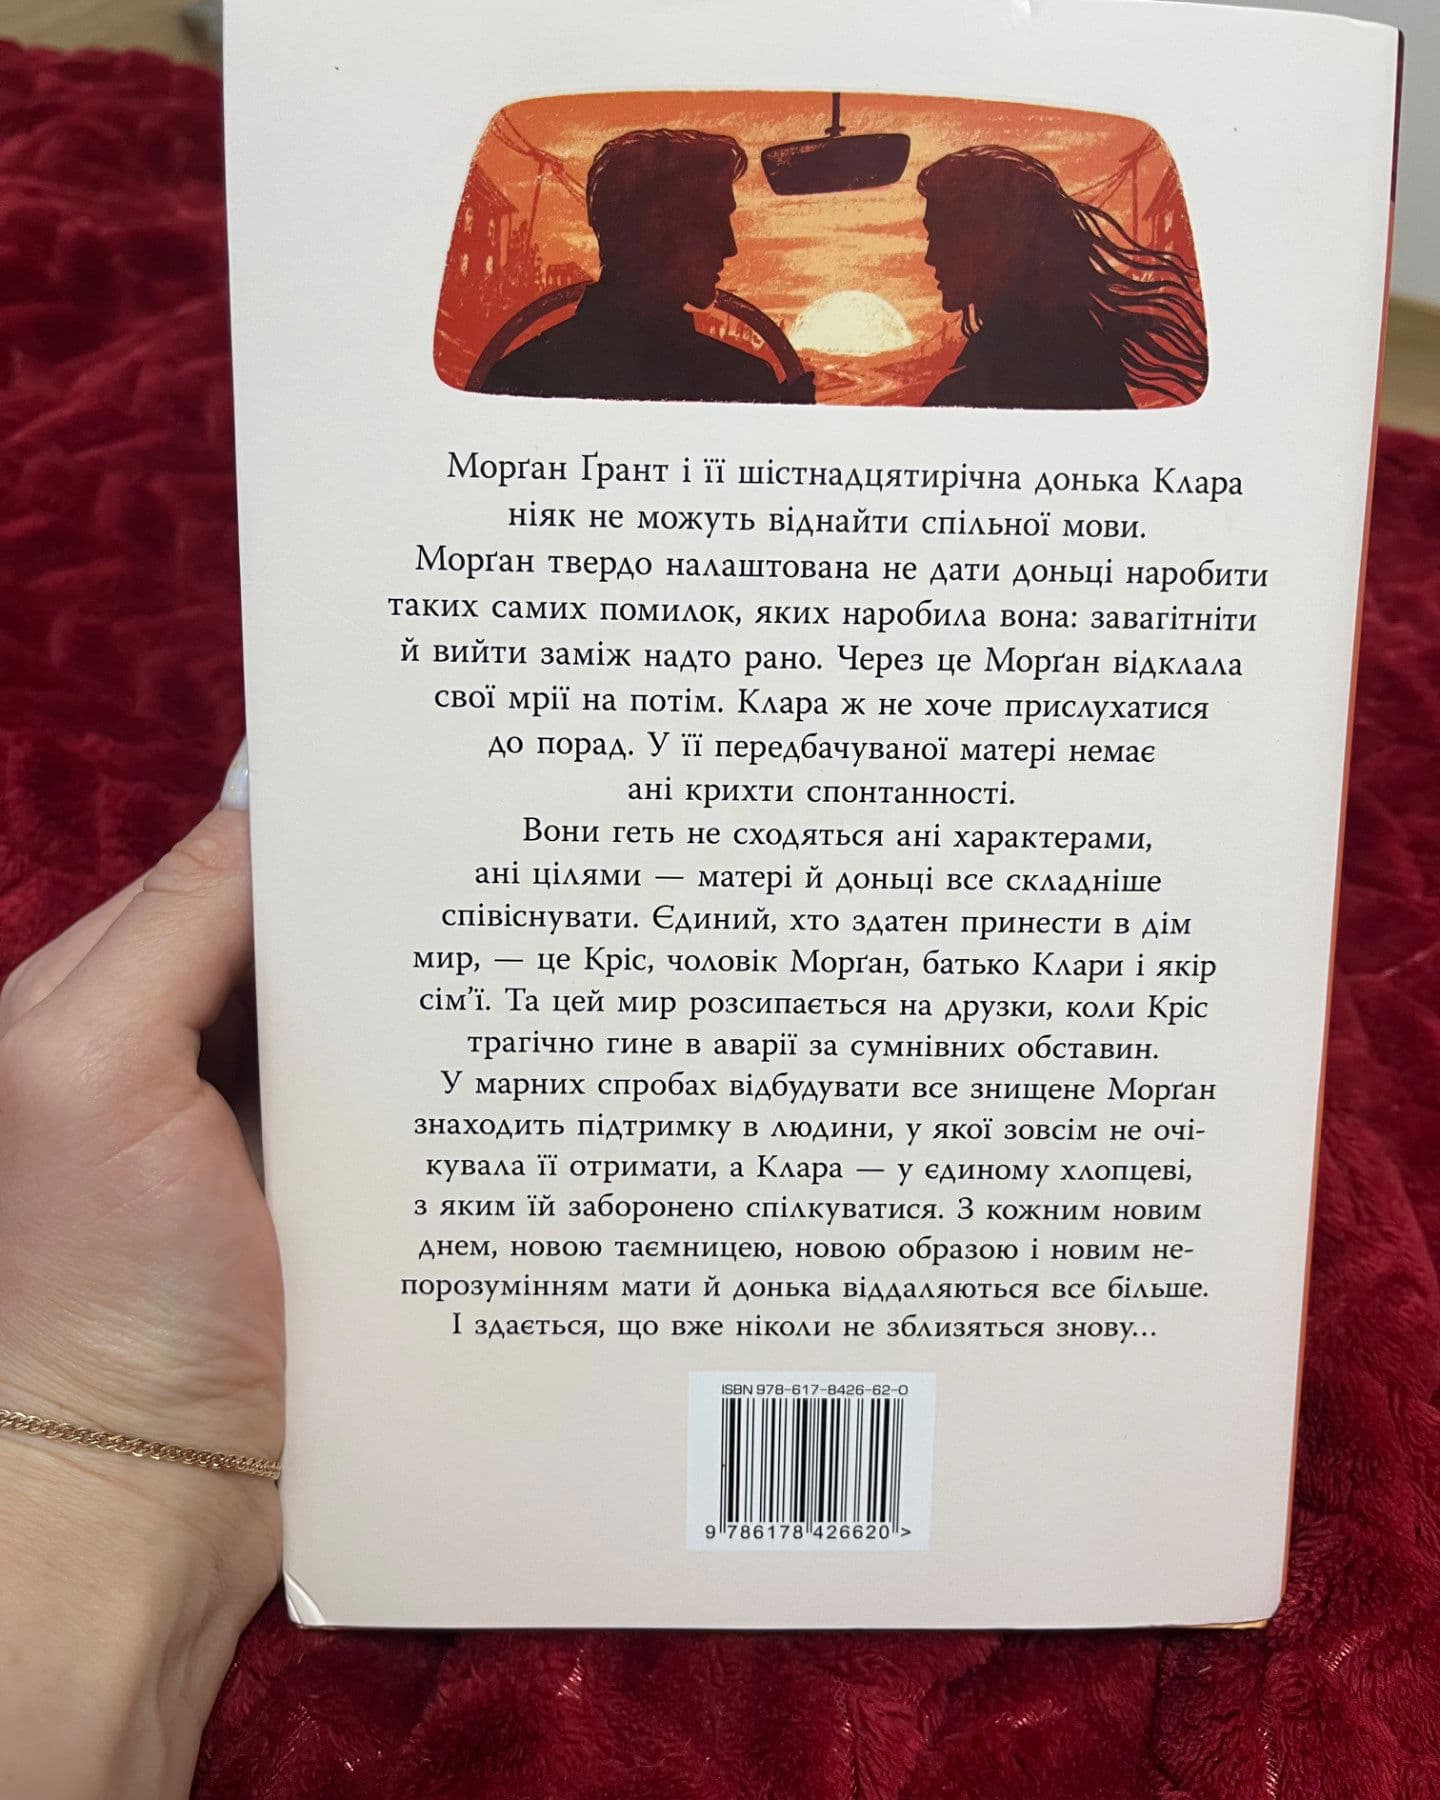 Морґан Ґрант і її шістнадцятирічна донька Клара
ніяк не можуть віднайти спільної мови.
Морґан твердо налаштована не дати доньці наробити
таких самих помилок, яких наробила вона: завагітніти
й вийти заміж надто рано. Через це Морґан відклала
свої мрії на потім. Клара ж не хоче прислухатися
до порад. У її передбачуваної матері немає
ані крихти спонтанності.
Вони геть не сходяться ані характерами,
ані цілями — матері й доньці все складніше
співіснувати. Єдиний, хто здатен принести в дім
мир, — це Кріс, чоловік Морґан, батько Клари і якір
сім’ї. Та цей мир розсипається на друзки, коли Кріс
трагічно гине в аварії за сумнівних обставин.
У марних спробах відбудувати все знищене Морґан
знаходить підтримку в людини, у якої зовсім не очі-
кувала її отримати, а Клара — у єдиному хлопцеві,
з яким їй заборонено спілкуватися. З кожним новим
днем, новою таємницею, новою образою і новим не-
порозумінням мати й донька віддаляються все більше.
І здається, що вже ніколи не зблизяться знову...
ISBN 978-617-8426-62-0
9 786178 426620 >